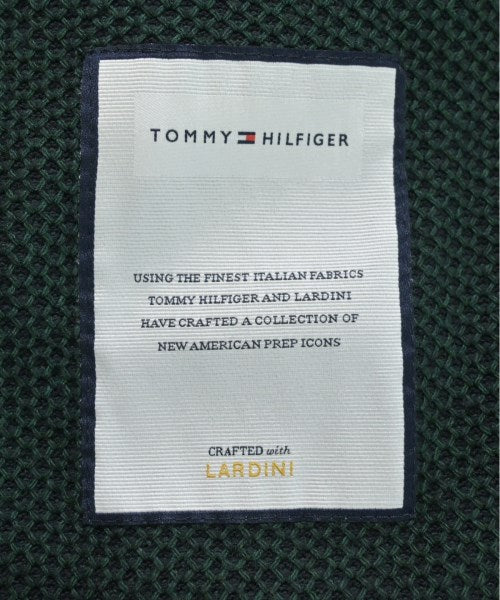 TOMMY HILFIGER
USING THE FINEST ITALIAN FABRICS
TOMMY HILFIGER AND LARDINI
HAVE CRAFTED A COLLECTION OF
NEW AMERICAN PREP ICONS
CRAFTED with
LARDINI